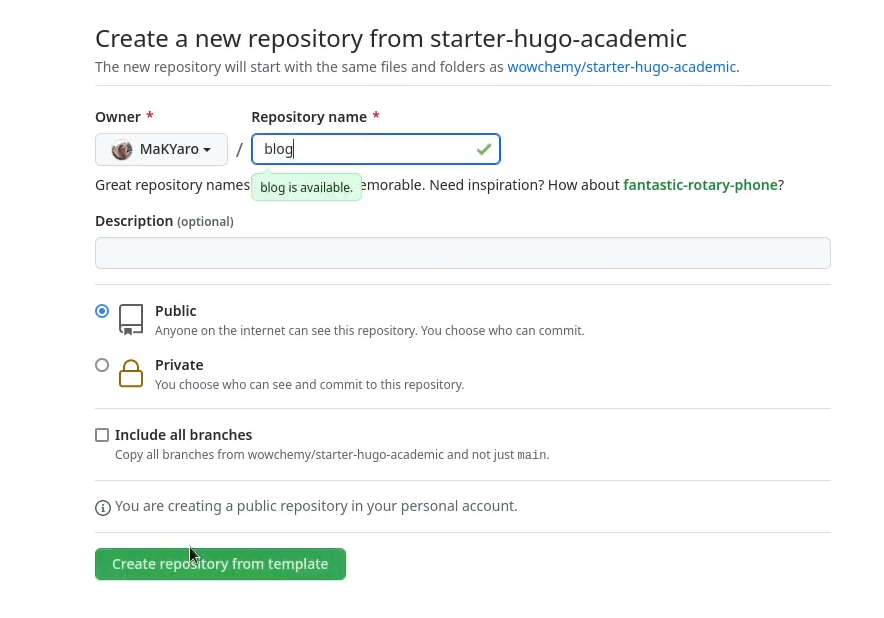 Create a new repository from starter-hugo-academic
The new repository will start with the same files and folders as wowchemy/starter-hugo-academic.
Owner * Repository name *
MaKYaro / blog
Great repository names emorable. Need inspiration? How about fantastic-rotary-phone?
blog is available.
Description (optional)
Public
Anyone on the internet can see this repository. You choose who can commit.
Private
You choose who can see and commit to this repository.
Include all branches
Copy all branches from wowchemy/starter-hugo-academic and not just main.
You are creating a public repository in your personal account.
Create repository from template